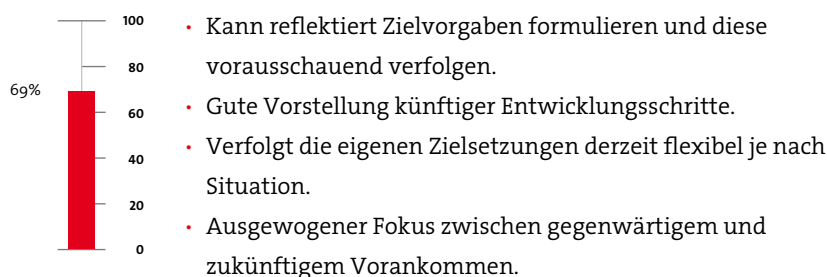 100
80
69%
60
40
20
0
• Kann reflektiert Zielvorgaben formulieren und diese
vorausschauend verfolgen.
• Gute Vorstellung künftiger Entwicklungsschritte.
• Verfolgt die eigenen Zielsetzungen derzeit flexibel je nach
Situation.
• Ausgewogener Fokus zwischen gegenwärtigem und
zukünftigem Vorankommen.